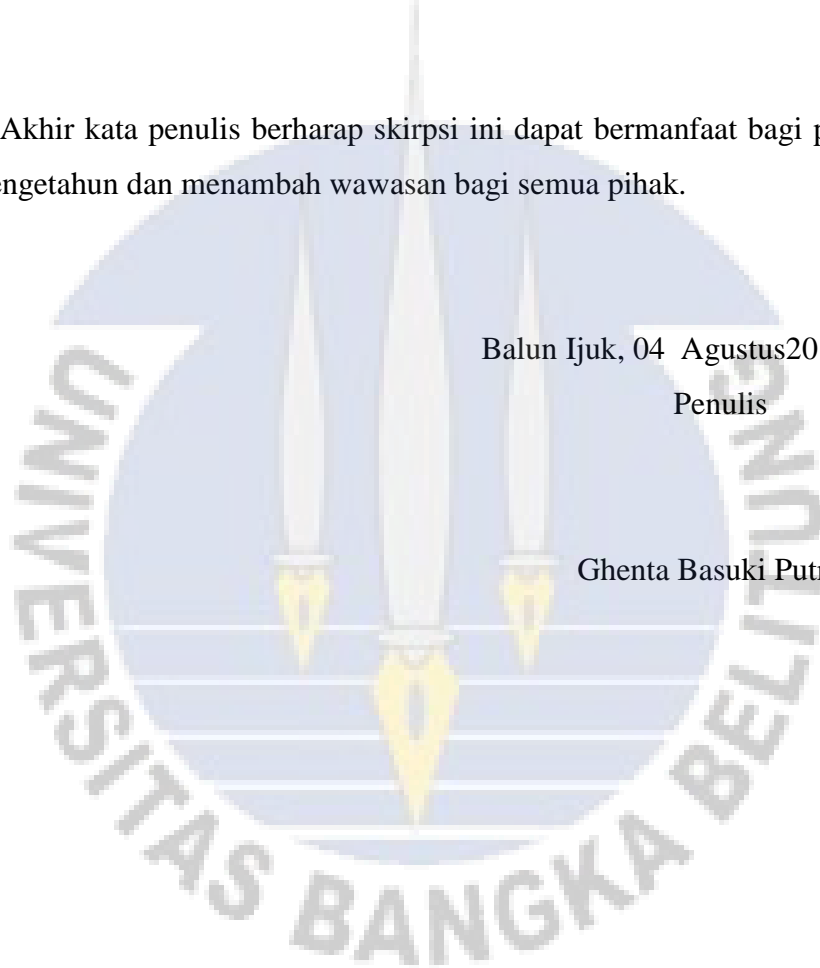 Akhir kata penulis berharap skirpsi ini dapat bermanfaat bagi
engetahun dan menambah wawasan bagi semua pihak.
Balun Ijuk, 04 Agustus20
Penulis
Ghenta Basuki Putr
UNIVERSITAS BANGKA BELITUNG